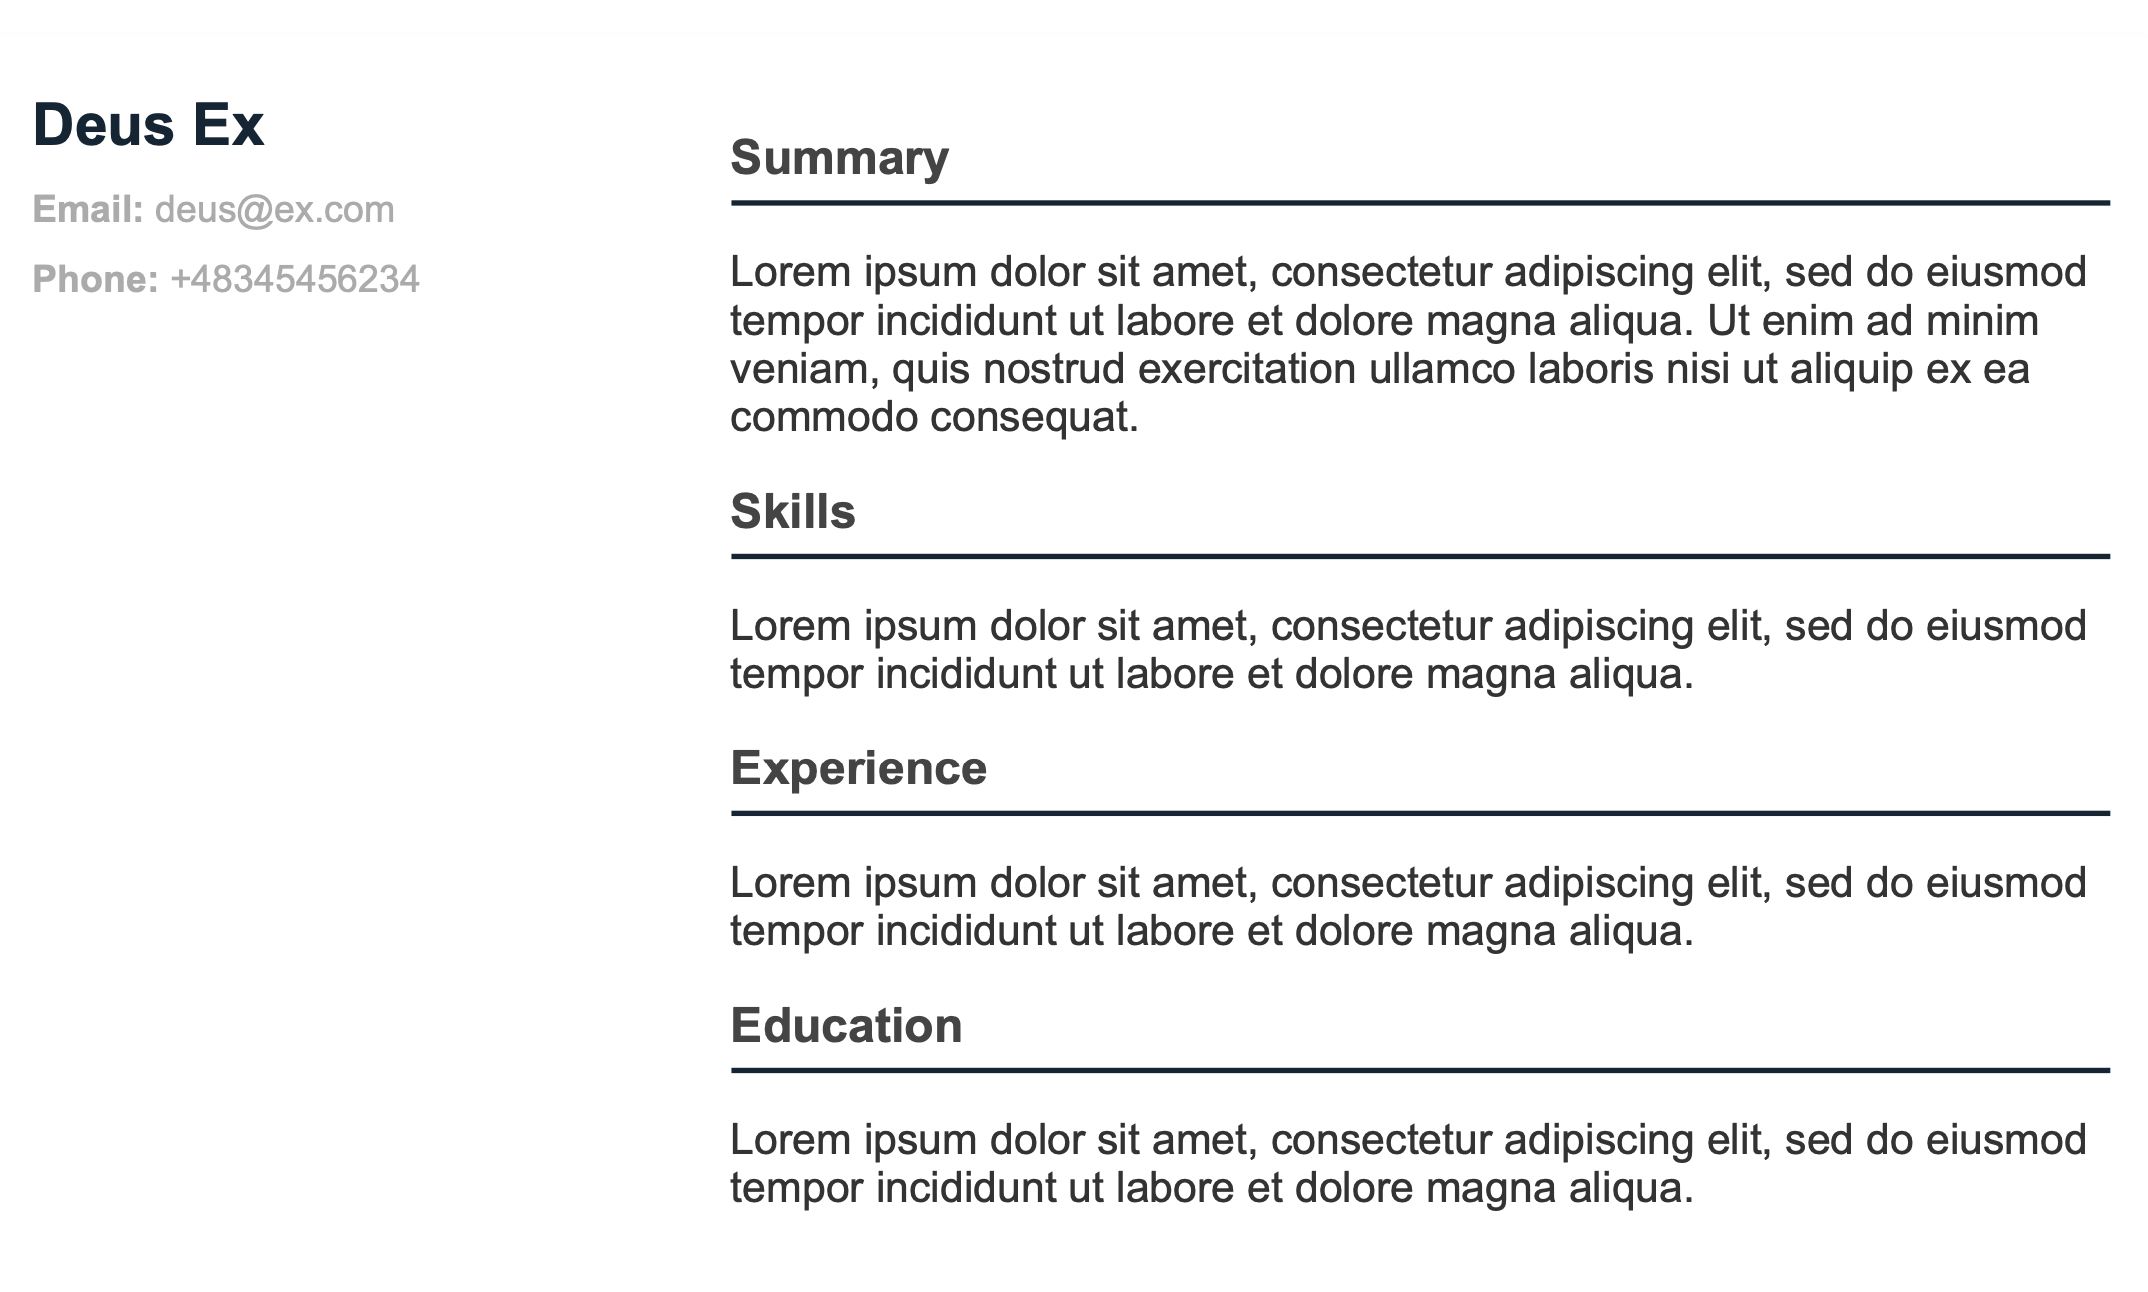 Deus Ex
Email: deus@ex.com
Phone: +48345456234
Summary
Lorem ipsum dolor sit amet, consectetur adipiscing elit, sed do eiusmod
tempor incididunt ut labore et dolore magna aliqua. Ut enim ad minim
veniam, quis nostrud exercitation ullamco laboris nisi ut aliquip ex ea
commodo consequat.
Skills
Lorem ipsum dolor sit amet, consectetur adipiscing elit, sed do eiusmod
tempor incididunt ut labore et dolore magna aliqua.
Experience
Lorem ipsum dolor sit amet, consectetur adipiscing elit, sed do eiusmod
tempor incididunt ut labore et dolore magna aliqua.
Education
Lorem ipsum dolor sit amet, consectetur adipiscing elit, sed do eiusmod
tempor incididunt ut labore et dolore magna aliqua.